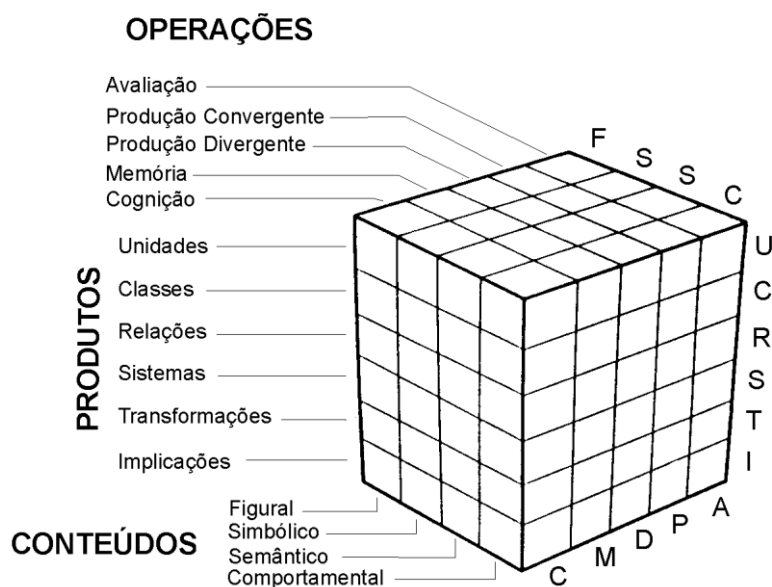 OPERAÇÕES
Avaliação
Produção Convergente
Produção Divergente
Memória
Cognição
F
S
S
C
PRODUTOS
Unidades
Classes
Relações
Sistemas
Transformações
Implicações
U
C
R
S
T
I
CONTEÚDOS
Figural
Simbólico
Semântico
Comportamental
C
M
D
P
A